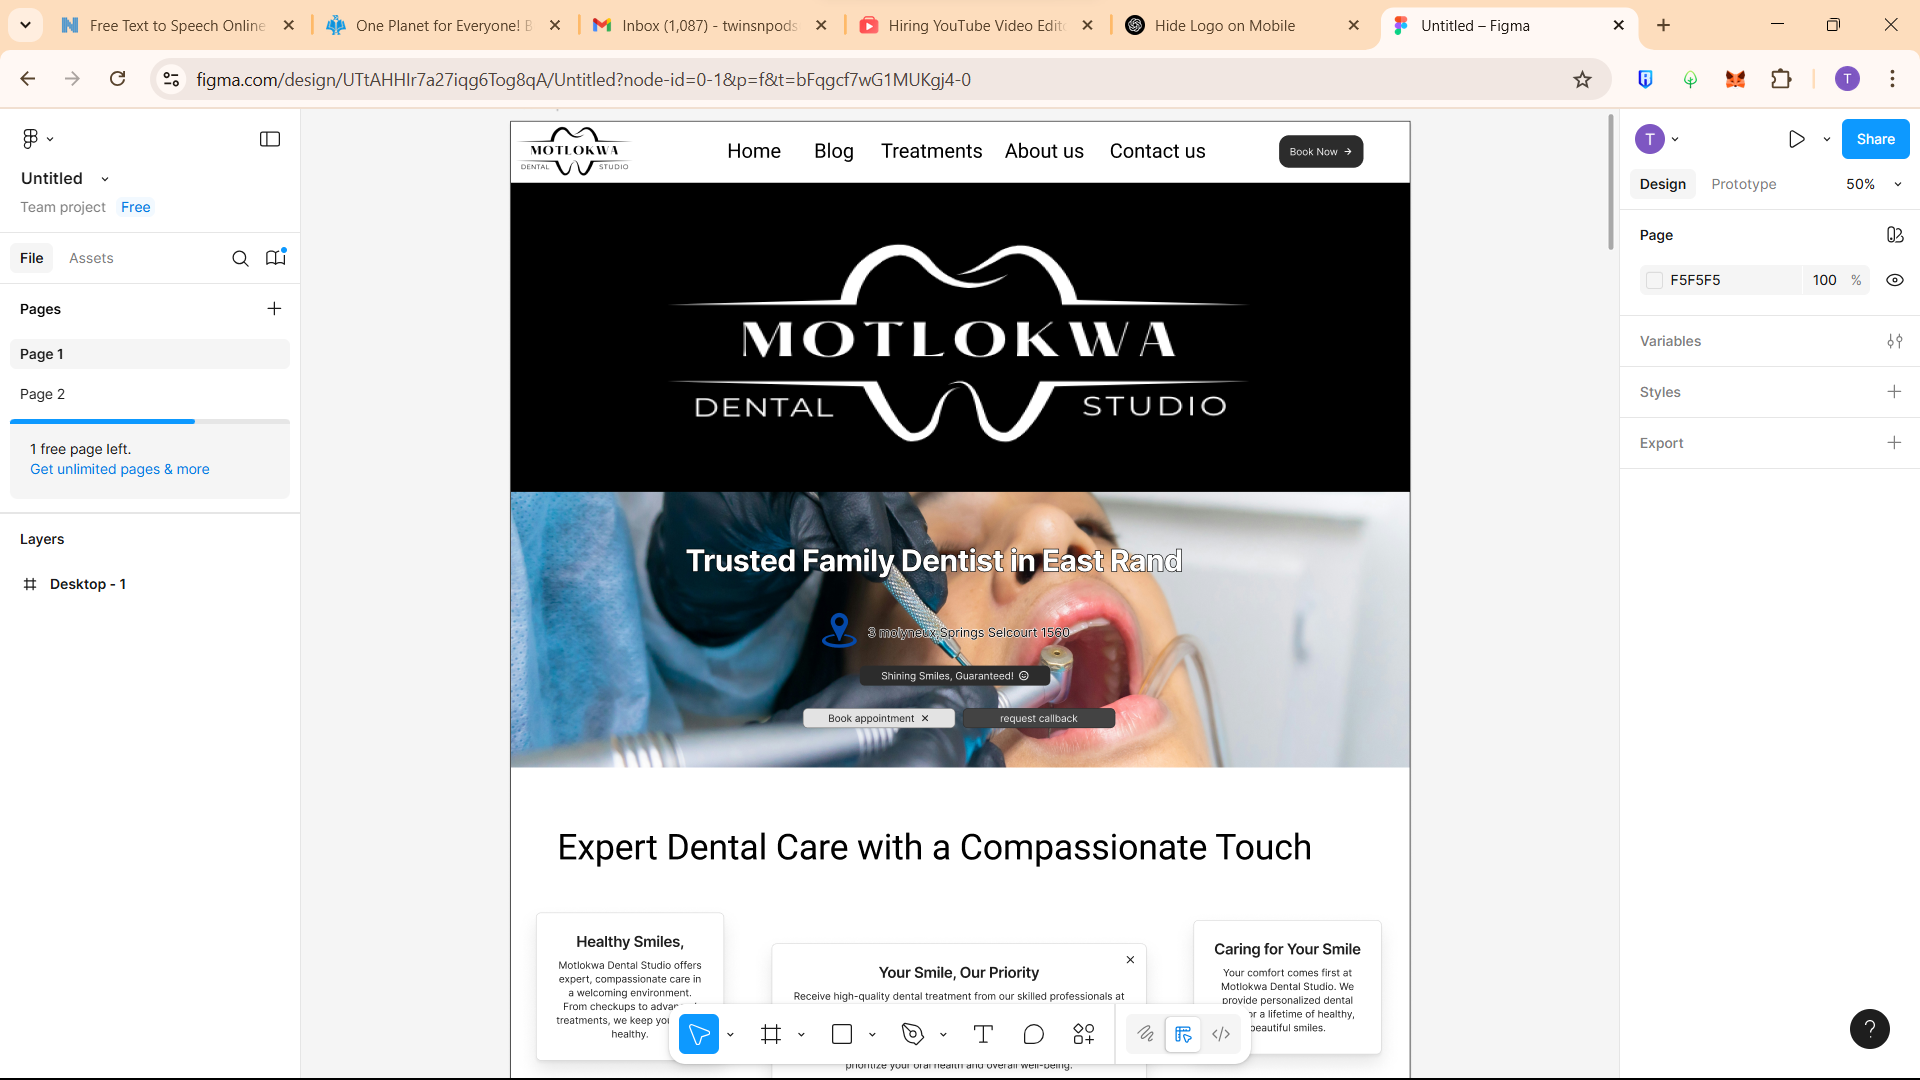 Free Text to Speech Online
One Planet for Everyone! B
Inbox (1,087) - twinsnpods
Hiring YouTube Video Edito
Hide Logo on Mobile
Untitled – Figma
figma.com/design/UTtAHHIr7a27iqg6Tog8qA/Untitled?node-id=0-1&p=f&t=bFqgcf7wG1MUKgj4-0
T
Untitled
Team project Free
File Assets
Pages
Page 1
Page 2
1 free page left.
Get unlimited pages & more
Layers
Desktop - 1
MOTLOKWA
DENTAL STUDIO
Home Blog Treatments About us Contact us
Book Now
MOTLOKWA
DENTAL STUDIO
Trusted Family Dentist in East Rand
3 molyneux,Springs Selcourt 1560
Shining Smiles, Guaranteed!
Book appointment request callback
Expert Dental Care with a Compassionate Touch
Healthy Smiles,
Motlokwa Dental Studio offers
expert, compassionate care in
a welcoming environment.
From checkups to advanced
treatments, we keep you
healthy.
Your Smile, Our Priority
Receive high-quality dental treatment from our skilled professionals at
prioritize your oral health and overall well-being.
Caring for Your Smile
Your comfort comes first at
Motlokwa Dental Studio. We
provide personalized dental
or a lifetime of healthy,
beautiful smiles.
T
Share
Design Prototype 50%
Page
F5F5F5 100 %
Variables
Styles
Export
?